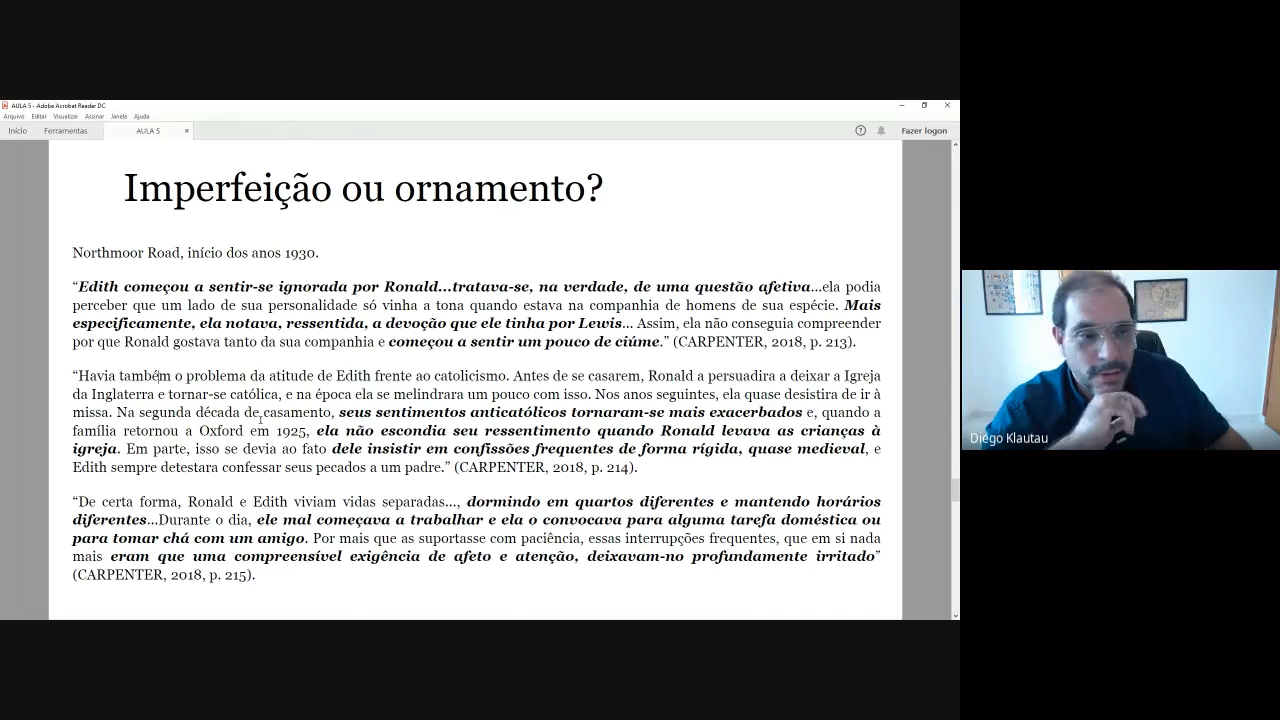 AULA 5 - Adobe Acrobat Reader DC
Arquivo Editar Visualizar Assinar Janela Ajuda
Início Ferramentas AULA 5 × Fazer logon
Imperfeição ou ornamento?
Northmoor Road, início dos anos 1930.
“Edith começou a sentir-se ignorada por Ronald...tratava-se, na verdade, de uma questão afetiva...ela podia
perceber que um lado de sua personalidade só vinha a tona quando estava na companhia de homens de sua espécie. Mais
especificamente, ela notava, ressentida, a devoção que ele tinha por Lewis... Assim, ela não conseguia compreender
por que Ronald gostava tanto da sua companhia e começou a sentir um pouco de ciúme.” (CARPENTER, 2018, p. 213).
“Havia também o problema da atitude de Edith frente ao catolicismo. Antes de se casarem, Ronald a persuadira a deixar a Igreja
da Inglaterra e tornar-se católica, e na época ela se melindrara um pouco com isso. Nos anos seguintes, ela quase desistira de ir à
missa. Na segunda década de casamento, seus sentimentos anticatólicos tornaram-se mais exacerbados e, quando a
família retornou a Oxford em 1925, ela não escondia seu ressentimento quando Ronald levava as crianças à
igreja. Em parte, isso se devia ao fato dele insistir em confissões frequentes de forma rígida, quase medieval, e
Edith sempre detestara confessar seus pecados a um padre.” (CARPENTER, 2018, p. 214).
“De certa forma, Ronald e Edith viviam vidas separadas..., dormindo em quartos diferentes e mantendo horários
diferentes...Durante o dia, ele mal começava a trabalhar e ela o convocava para alguma tarefa doméstica ou
para tomar chá com um amigo. Por mais que as suportasse com paciência, essas interrupções frequentes, que em si nada
mais eram que uma compreensível exigência de afeto e atenção, deixavam-no profundamente irritado”
(CARPENTER, 2018, p. 215).
Diego Klautau